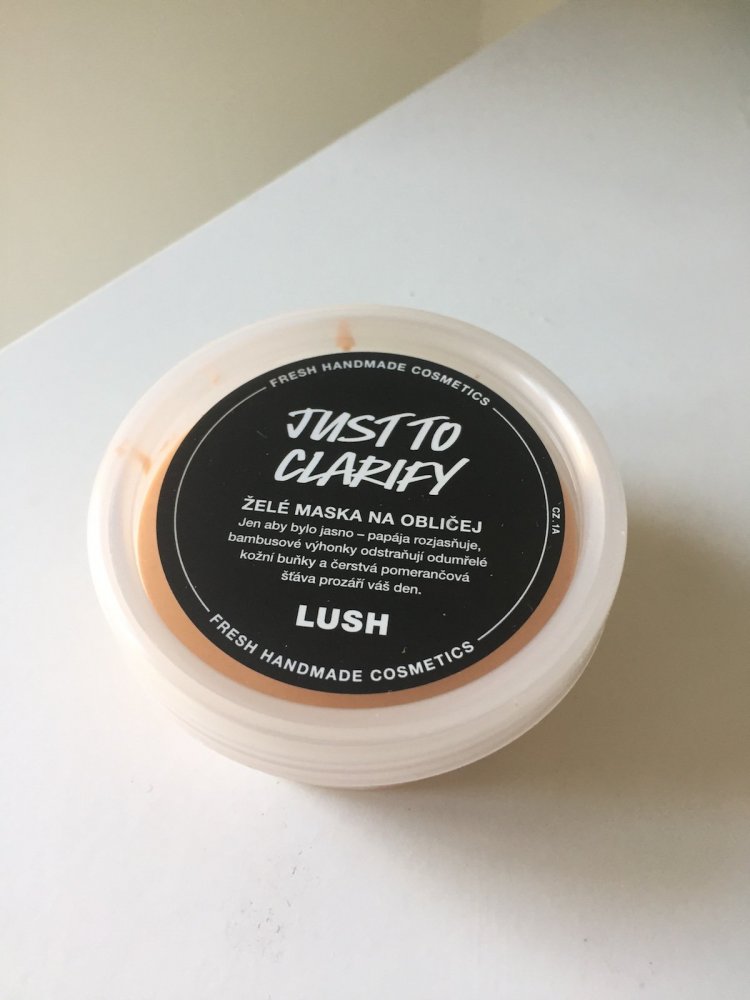 FRESH HANDMADE COSMETICS
JUST TO
CLARIFY
ŽELÉ MASKA NA OBLIČEJ
Jen aby bylo jasno – papája rozjasňuje,
bambusové výhonky odstraňují odumřelé
kožní buňky a čerstvá pomerančová
šťáva prozáří váš den.
LUSH
FRESH HANDMADE COSMETICS
CZ .1A